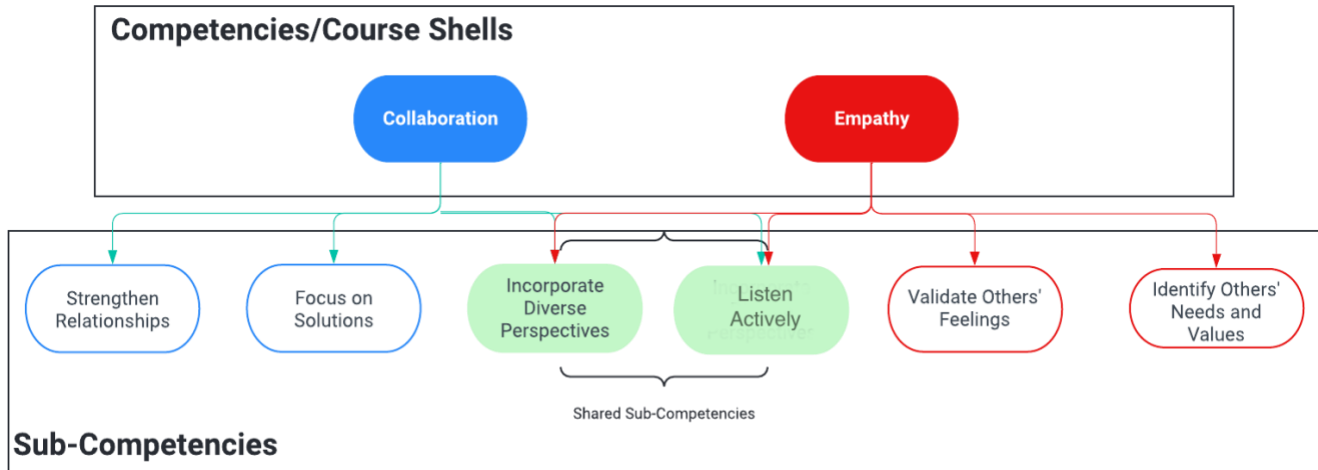 Competencies/Course Shells
Collaboration
Empathy
Strengthen
Relationships
Focus on
Solutions
Incorporate
Diverse
Perspectives
Listen
Actively
Validate Others'
Feelings
Identify Others'
Needs and
Values
Shared Sub-Competencies
Sub-Competencies